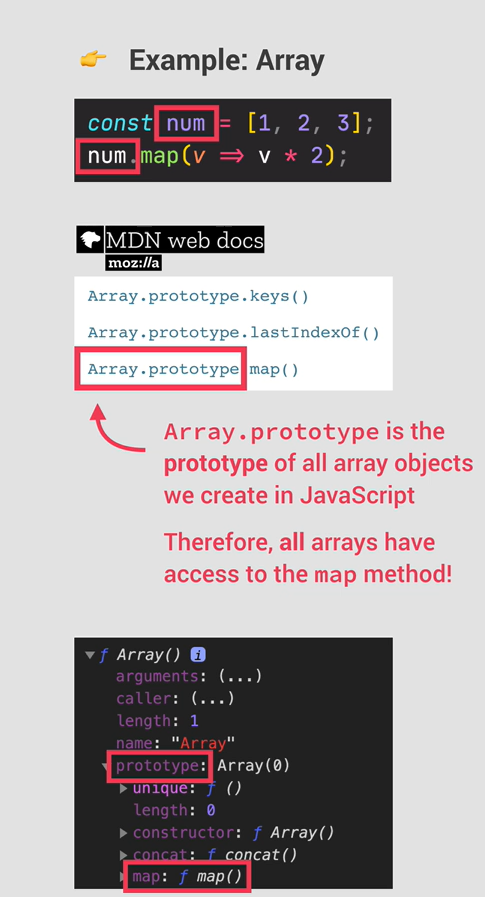 👉 Example: Array
const num = [1, 2, 3];
num.map(v => v * 2);
MDN web docs
moz://a
Array.prototype.keys()
Array.prototype.lastIndexOf()
Array.prototype.map()
Array.prototype is the
prototype of all array objects
we create in JavaScript
Therefore, all arrays have
access to the map method!
▼ƒ Array() i
arguments: (...)
caller: (...)
length: 1
name: "Array"
▼prototype: Array(0)
▶unique: ƒ ()
length: 0
▶constructor: ƒ Array()
▶concat: ƒ concat()
▶map: ƒ map()